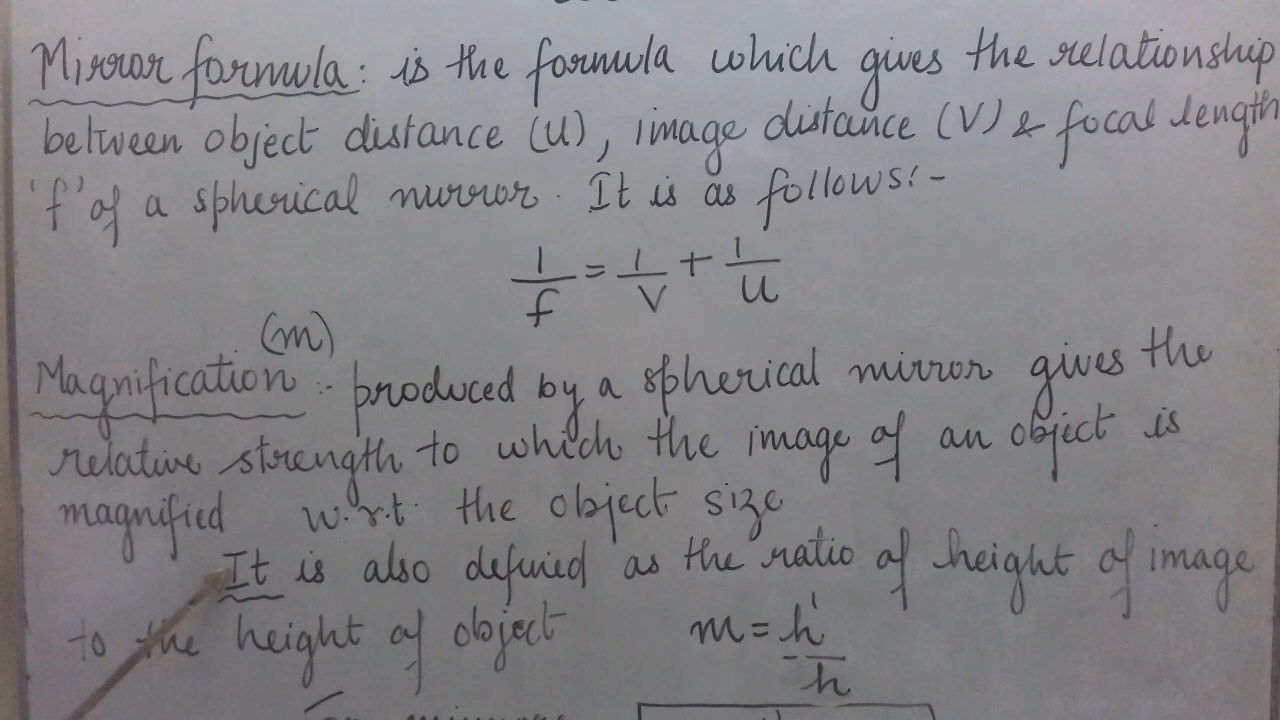 Mirror formula: is the formula which gives the relationship
between object distance (u), image distance (V) & focal length
'f' of a spherical mirror. It is as follows:-
1/f = 1/v + 1/u
(m)
Magnification :- produced by a spherical mirror gives the
relative strength to which the image of an object is
magnified w.r.t. the object size
It is also defined as the ratio of height of image
to the height of object m = h'/h